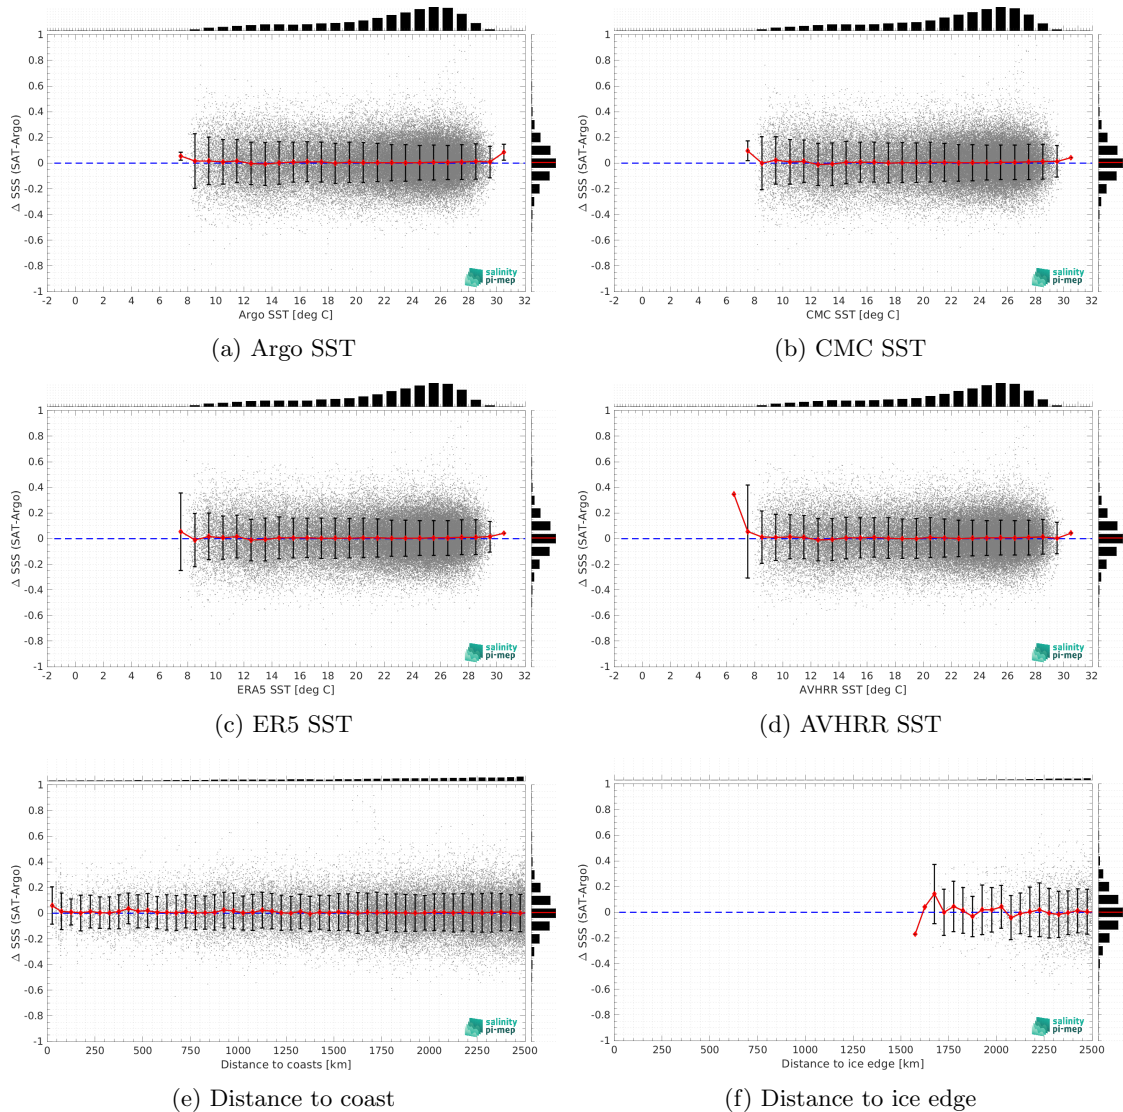 1
0.8
0.6
0.4
0.2
0
-0.2
-0.4
-0.6
-0.8
-1
Δ SSS (SAT-Argo)
salinity
pi-mep
-2 0 2 4 6 8 10 12 14 16 18 20 22 24 26 28 30 32
Argo SST [deg C]
(a) Argo SST
1
0.8
0.6
0.4
0.2
0
-0.2
-0.4
-0.6
-0.8
-1
Δ SSS (SAT-Argo)
salinity
pi-mep
-2 0 2 4 6 8 10 12 14 16 18 20 22 24 26 28 30 32
CMC SST [deg C]
(b) CMC SST
1
0.8
0.6
0.4
0.2
0
-0.2
-0.4
-0.6
-0.8
-1
Δ SSS (SAT-Argo)
salinity
pi-mep
-2 0 2 4 6 8 10 12 14 16 18 20 22 24 26 28 30 32
ERA5 SST [deg C]
(c) ER5 SST
1
0.8
0.6
0.4
0.2
0
-0.2
-0.4
-0.6
-0.8
-1
Δ SSS (SAT-Argo)
salinity
pi-mep
-2 0 2 4 6 8 10 12 14 16 18 20 22 24 26 28 30 32
AVHRR SST [deg C]
(d) AVHRR SST
1
0.8
0.6
0.4
0.2
0
-0.2
-0.4
-0.6
-0.8
-1
Δ SSS (SAT-Argo)
salinity
pi-mep
0 250 500 750 1000 1250 1500 1750 2000 2250 2500
Distance to coasts [km]
(e) Distance to coast
1
0.8
0.6
0.4
0.2
0
-0.2
-0.4
-0.6
-0.8
-1
Δ SSS (SAT-Argo)
salinity
pi-mep
0 250 500 750 1000 1250 1500 1750 2000 2250 2500
Distance to ice edge [km]
(f) Distance to ice edge